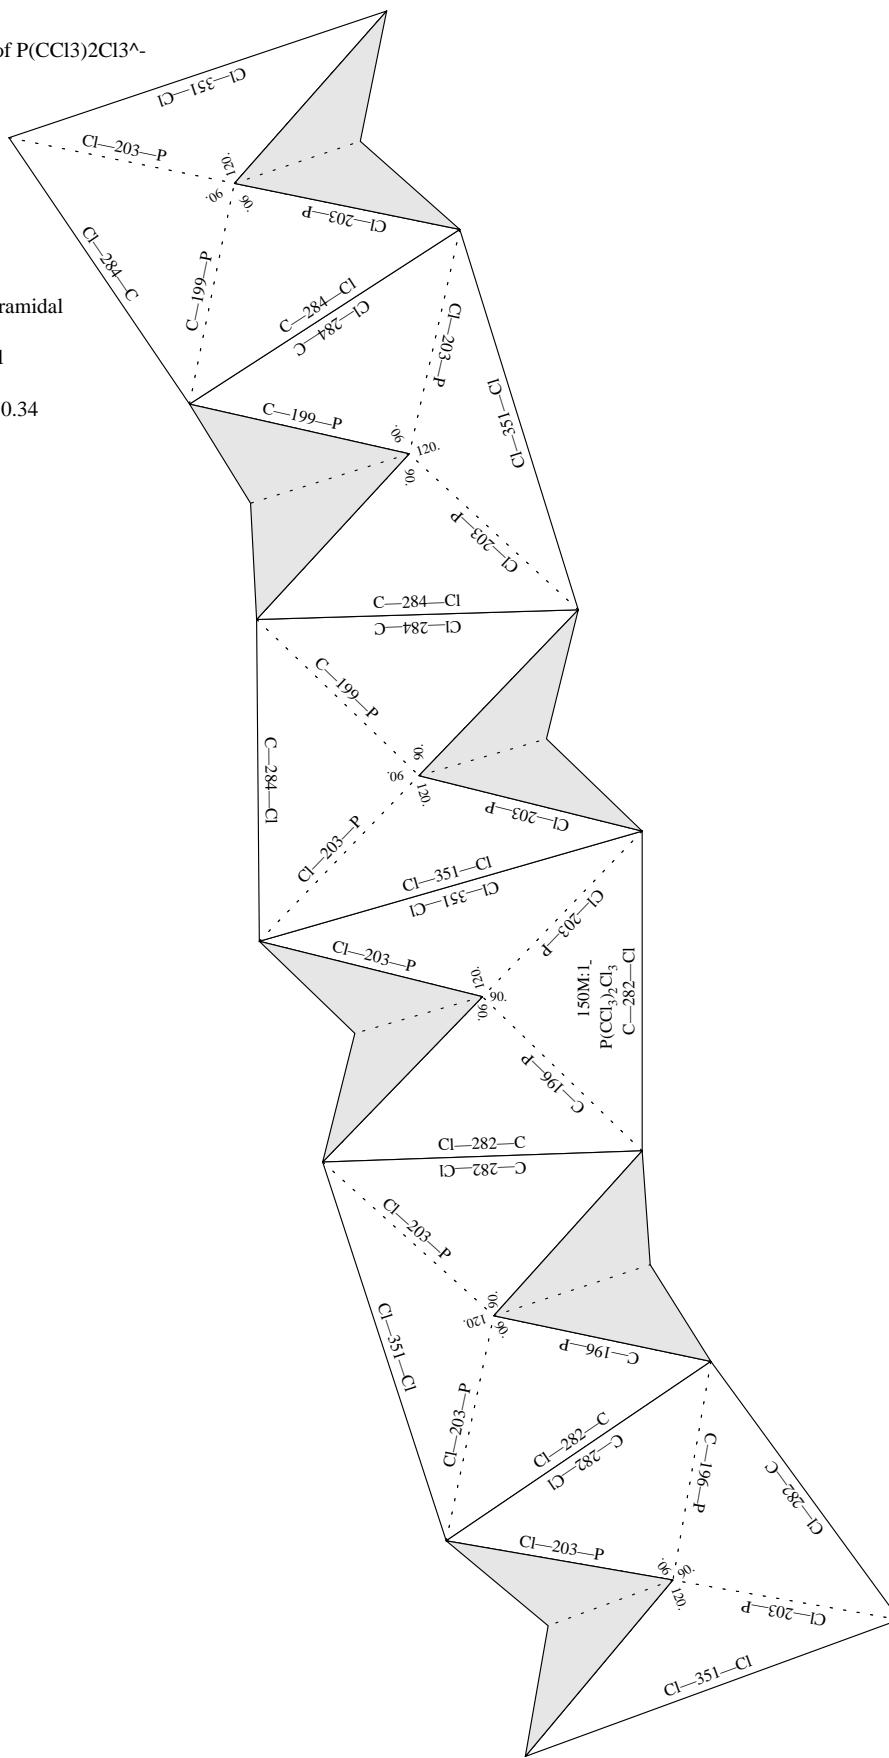 of P(CCl3)2Cl3^-
Cl—351—Cl
Cl—203—P
120.
90.
90.
Cl—203—P
Cl—284—C
C—199—P
C—284—Cl
Cl—284—C
ramidal
l
0.34
Cl—203—P
Cl—351—Cl
C—199—P
90.
120.
90.
Cl—203—P
C—284—Cl
Cl—284—C
C—199—P
90.
90.
120.
C—284—Cl
Cl—203—P
Cl—203—P
Cl—351—Cl
Cl—351—Cl
Cl—203—P
Cl—203—P
150M:1-
P(CCl3)2Cl3
C—282—Cl
120.
90.
90.
C—196—P
Cl—282—C
C—282—Cl
Cl—203—P
90.
120.
90.
C—196—P
Cl—351—Cl
Cl—203—P
Cl—282—C
C—282—Cl
C—196—P
Cl—282—C
Cl—203—P
90.
90.
120.
Cl—203—P
Cl—351—Cl